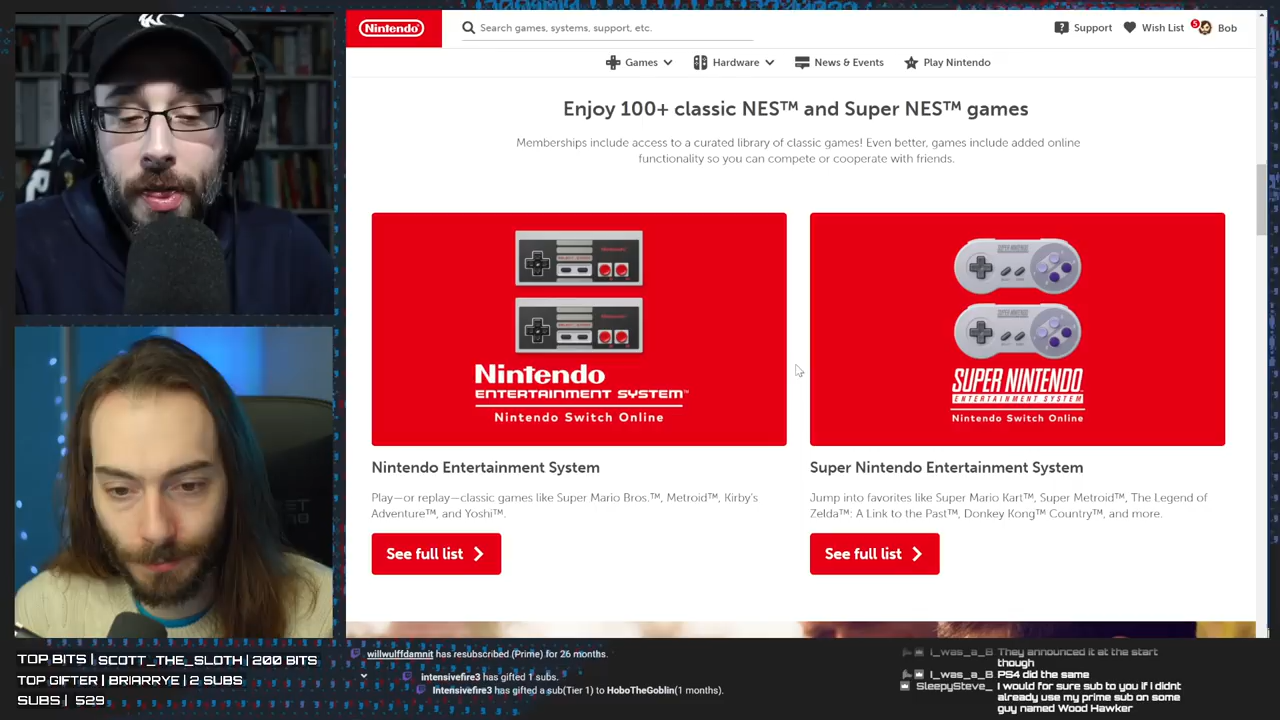 Nintendo
Search games, systems, support, etc.
Support
Wish List
5
Bob
Games
Hardware
News & Events
Play Nintendo
Enjoy 100+ classic NES™ and Super NES™ games
Memberships include access to a curated library of classic games! Even better, games include added online
functionality so you can compete or cooperate with friends.
Nintendo
ENTERTAINMENT SYSTEM™
Nintendo Switch Online
SUPER NINTENDO
ENTERTAINMENT SYSTEM
Nintendo Switch Online
Nintendo Entertainment System
Play—or replay—classic games like Super Mario Bros.™, Metroid™, Kirby's
Adventure™, and Yoshi™.
See full list
Super Nintendo Entertainment System
Jump into favorites like Super Mario Kart™, Super Metroid™, The Legend of
Zelda™: A Link to the Past™, Donkey Kong™ Country™, and more.
See full list
TOP BITS | SCOTT_THE_SLOTH | 200 BITS
TOP GIFTER | BRIARRYE | 2 SUBS
SUBS | 529
willwulffdamnit has resubscribed (Prime) for 26 months.
intensivefire3 has gifted 1 subs.
Intensivefire3 has gifted a sub(Tier 1) to HoboTheGoblin(1 months).
I_was_a_B They announced it at the start
though
I_was_a_B PS4 did the same
SleepySteve_ I would for sure sub to you if I didnt
already use my prime sub on some
guy named Wood Hawker